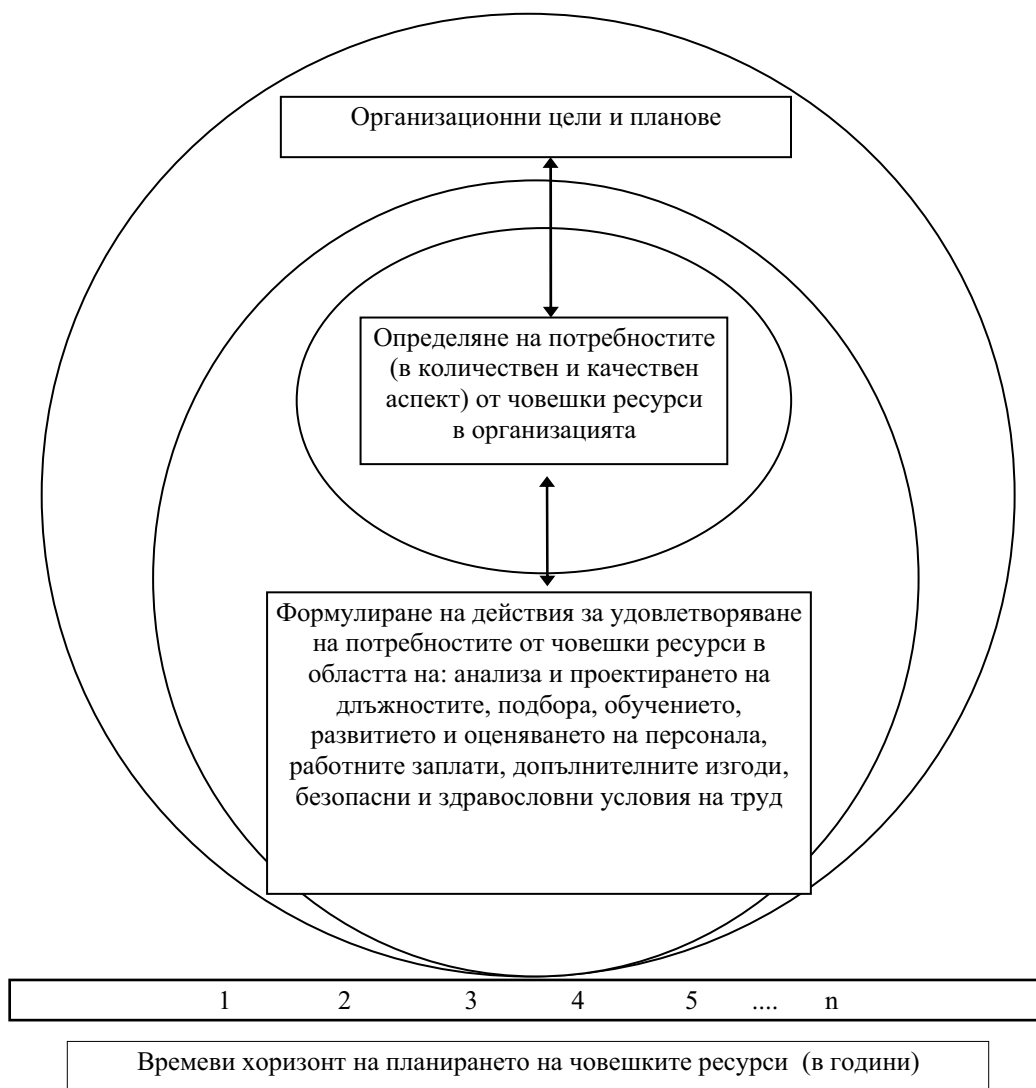 Организационни цели и планове
Определяне на потребностите
(в количествен и качествен
аспект) от човешки ресурси
в организацията
Формулиране на действия за удовлетворяване
на потребностите от човешки ресурси в
областта на: анализа и проектирането на
длъжностите, подбора, обучението,
развитието и оценяването на персонала,
работните заплати, допълнителните изгоди,
безопасни и здравословни условия на труд
1 2 3 4 5 .... n
Времеви хоризонт на планирането на човешките ресурси (в години)